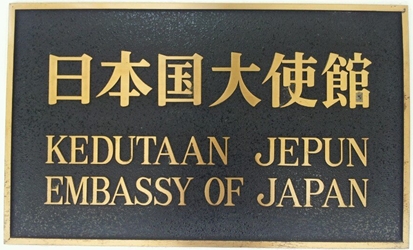 日本国大使館
KEDUTAAN JEPUN
EMBASSY OF JAPAN